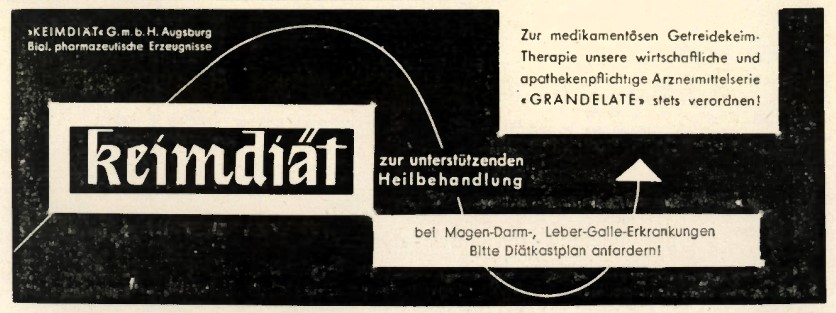 »KEIMDIÄT« G.m.b.H. Augsburg
Biol. pharmazeutische Erzeugnisse
Zur medikamentösen Getreidekeim-
Therapie unsere wirtschaftliche und
apothekenpflichtige Arzneimittelserie
«GRANDELATE» stets verordnen!
keimdiät
zur unterstützenden
Heilbehandlung
bei Magen-Darm-, Leber-Galle-Erkrankungen
Bitte Diätkostplan anfordern!